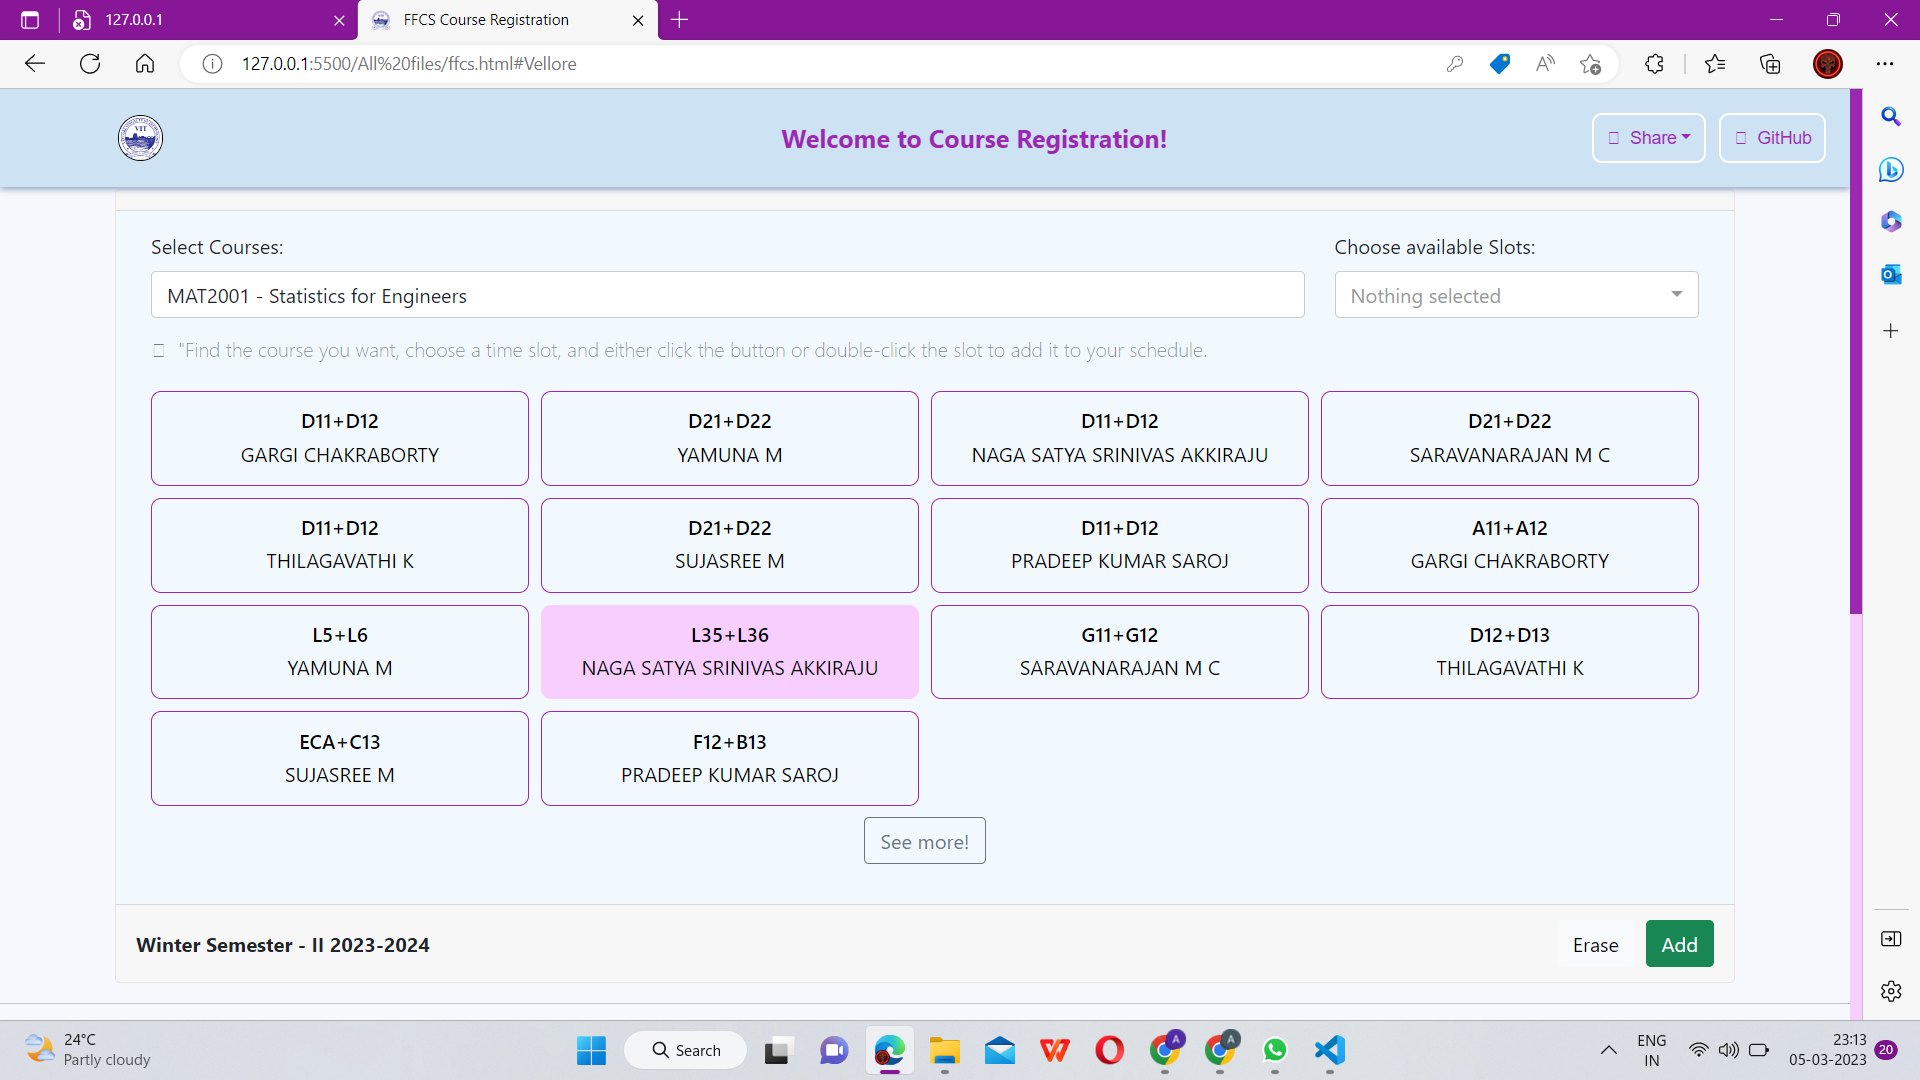 127.0.0.1
FFCS Course Registration
127.0.0.1:5500/All%20files/ffcs.html#Vellore
VIT
Welcome to Course Registration!
Share
GitHub
Select Courses:
Choose available Slots:
MAT2001 - Statistics for Engineers
Nothing selected
"Find the course you want, choose a time slot, and either click the button or double-click the slot to add it to your schedule.
D11+D12
GARGI CHAKRABORTY
D21+D22
YAMUNA M
D11+D12
NAGA SATYA SRINIVAS AKKIRAJU
D21+D22
SARAVANARAJAN M C
D11+D12
THILAGAVATHI K
D21+D22
SUJASREE M
D11+D12
PRADEEP KUMAR SAROJ
A11+A12
GARGI CHAKRABORTY
L5+L6
YAMUNA M
L35+L36
NAGA SATYA SRINIVAS AKKIRAJU
G11+G12
SARAVANARAJAN M C
D12+D13
THILAGAVATHI K
ECA+C13
SUJASREE M
F12+B13
PRADEEP KUMAR SAROJ
See more!
Winter Semester - II 2023-2024
Erase
Add
24°C
Partly cloudy
Search
A
A
ENG
IN
23:13
05-03-2023
20